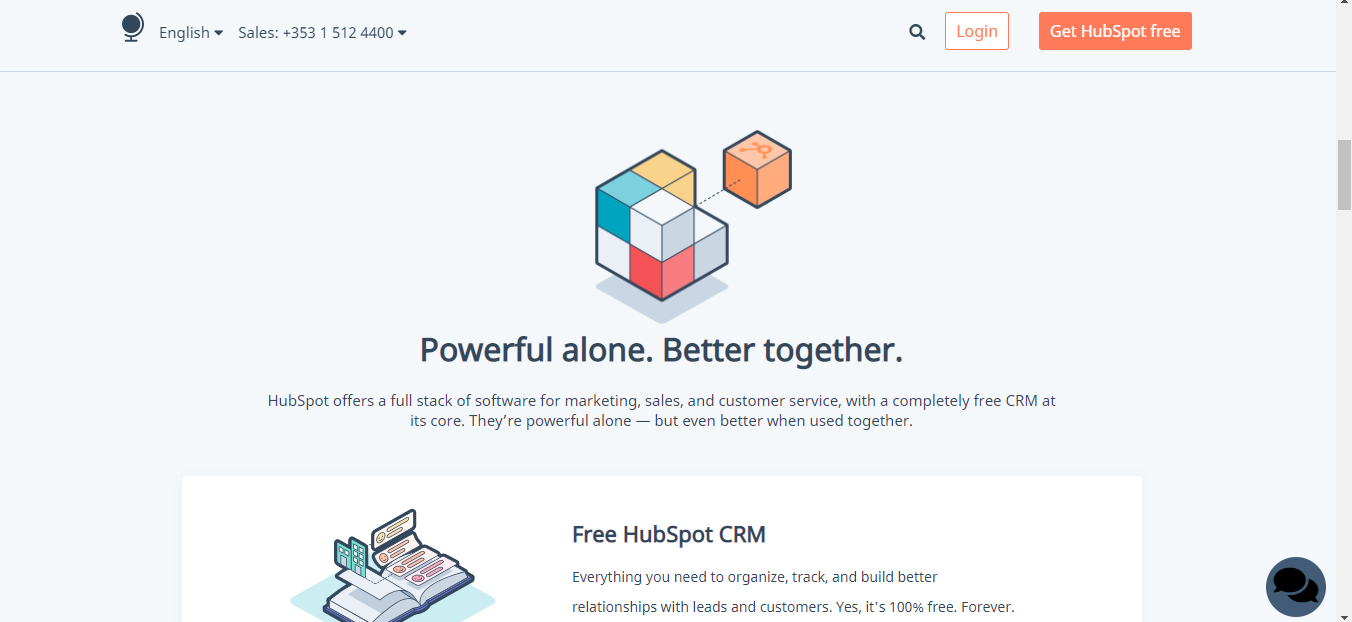 English Sales: +353 1 512 4400 Login Get HubSpot free
Powerful alone. Better together.
HubSpot offers a full stack of software for marketing, sales, and customer service, with a completely free CRM at
its core. They’re powerful alone — but even better when used together.
Free HubSpot CRM
Everything you need to organize, track, and build better
relationships with leads and customers. Yes, it's 100% free. Forever.